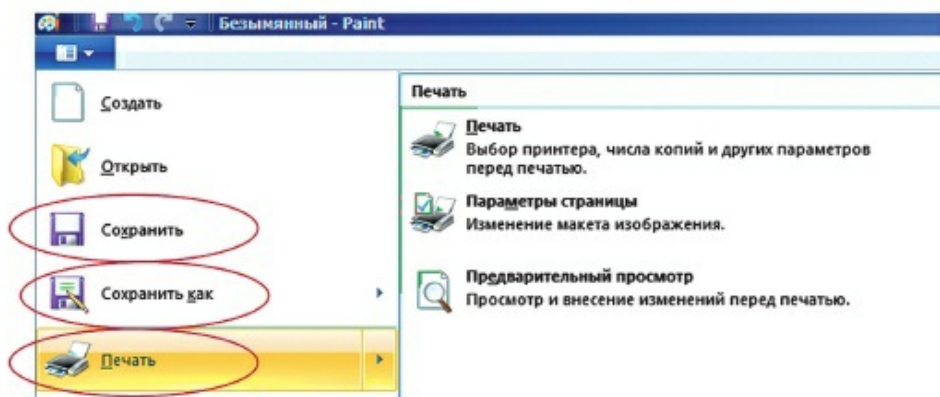 Безымянный - Paint
Создать
Открыть
Сохранить
Сохранить как
Печать
Печать
Печать
Выбор принтера, числа копий и других параметров
перед печатью.
Параметры страницы
Изменение макета изображения.
Предварительный просмотр
Просмотр и внесение изменений перед печатью.